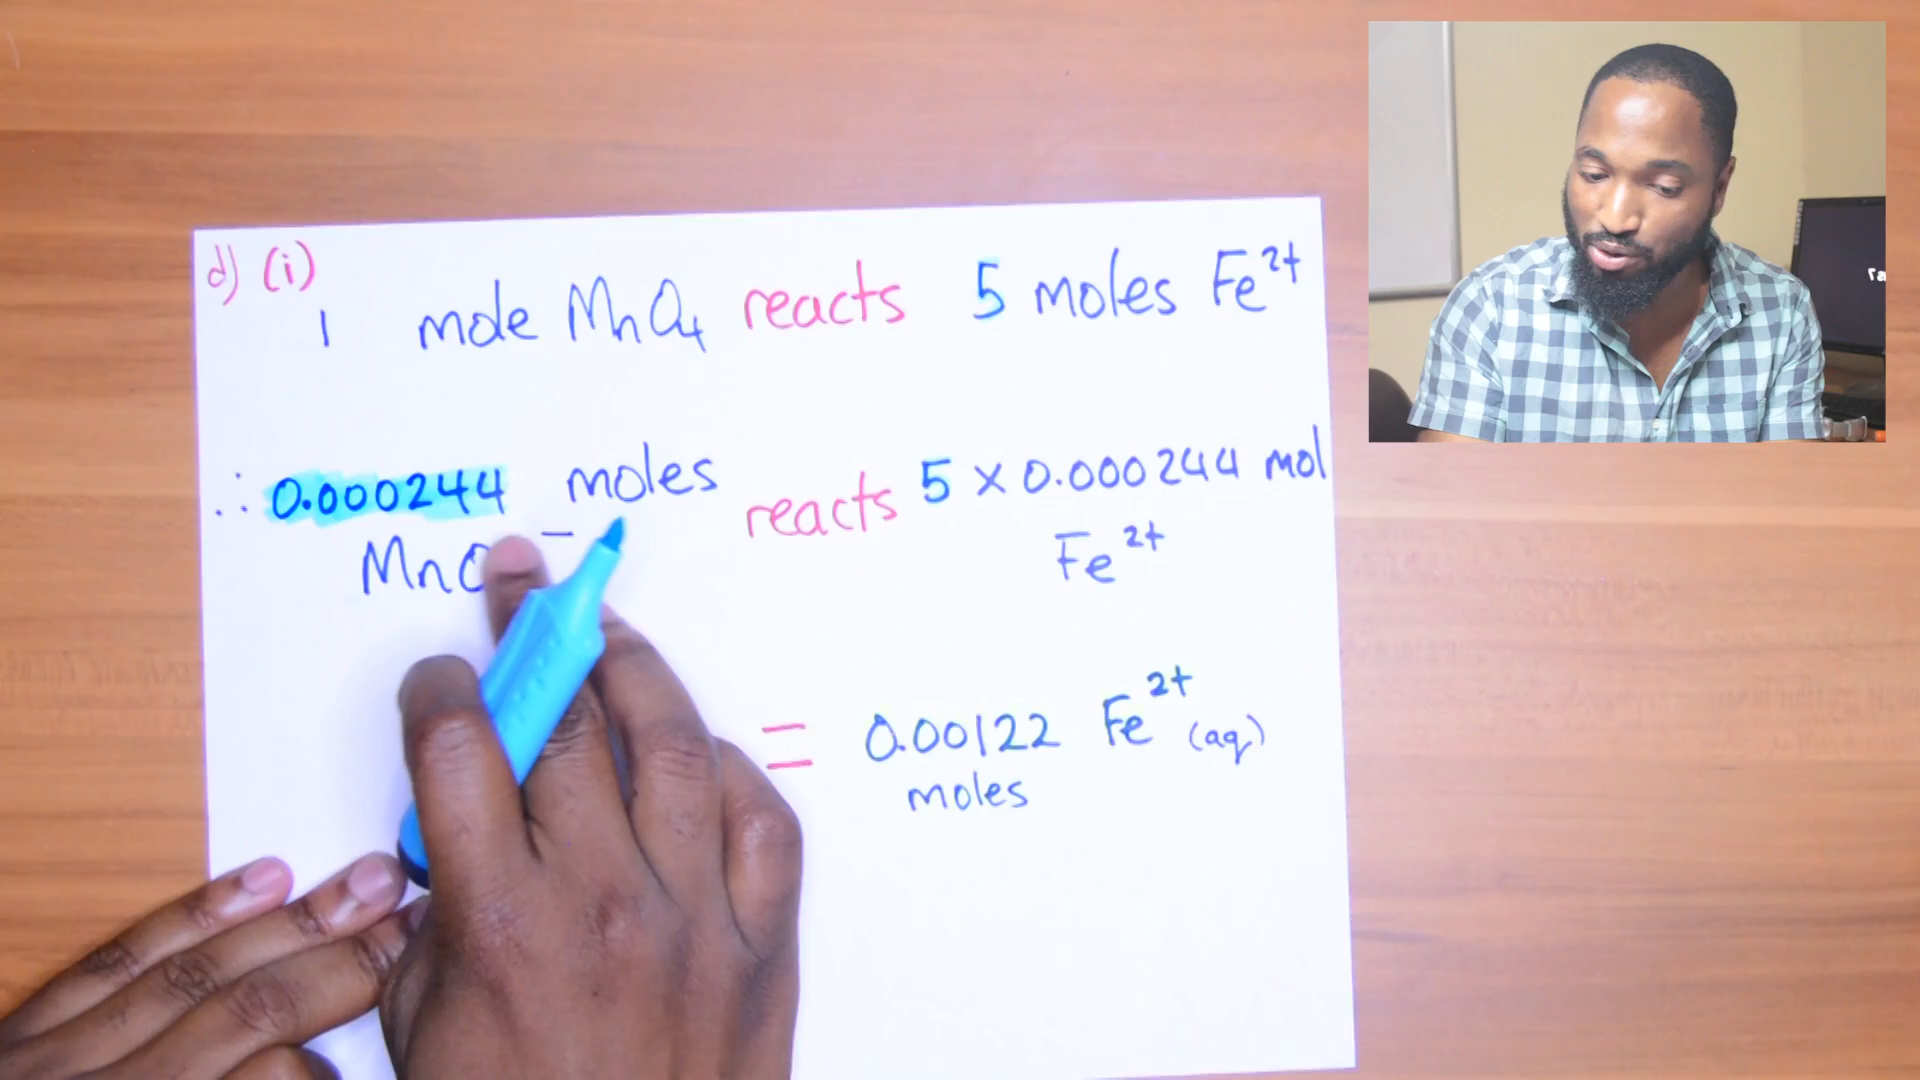 d) (i)
1 mole MnO4 reacts 5 moles Fe²⁺
∴ 0.000244 moles reacts 5 × 0.000244 mol
MnO – Fe²⁺
= 0.00122 Fe²⁺(aq)
moles